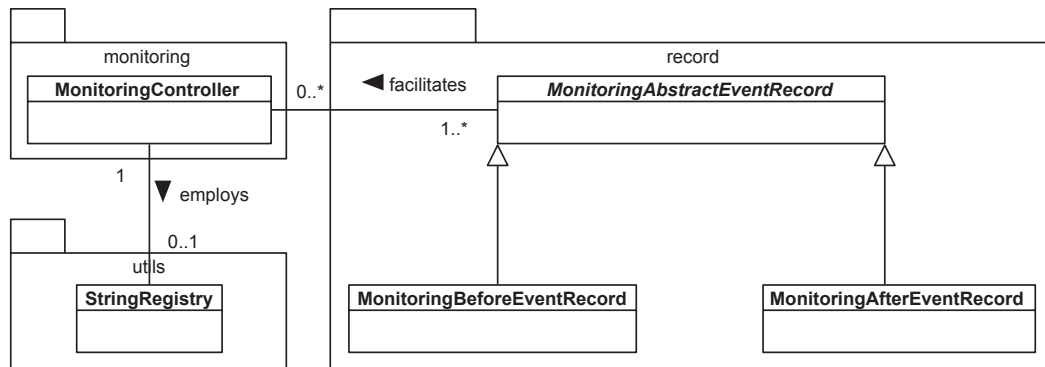 monitoring
MonitoringController
0..*
◄ facilitates
1..*
record
MonitoringAbstractEventRecord
1
▼ employs
0..1
utils
StringRegistry
MonitoringBeforeEventRecord
MonitoringAfterEventRecord